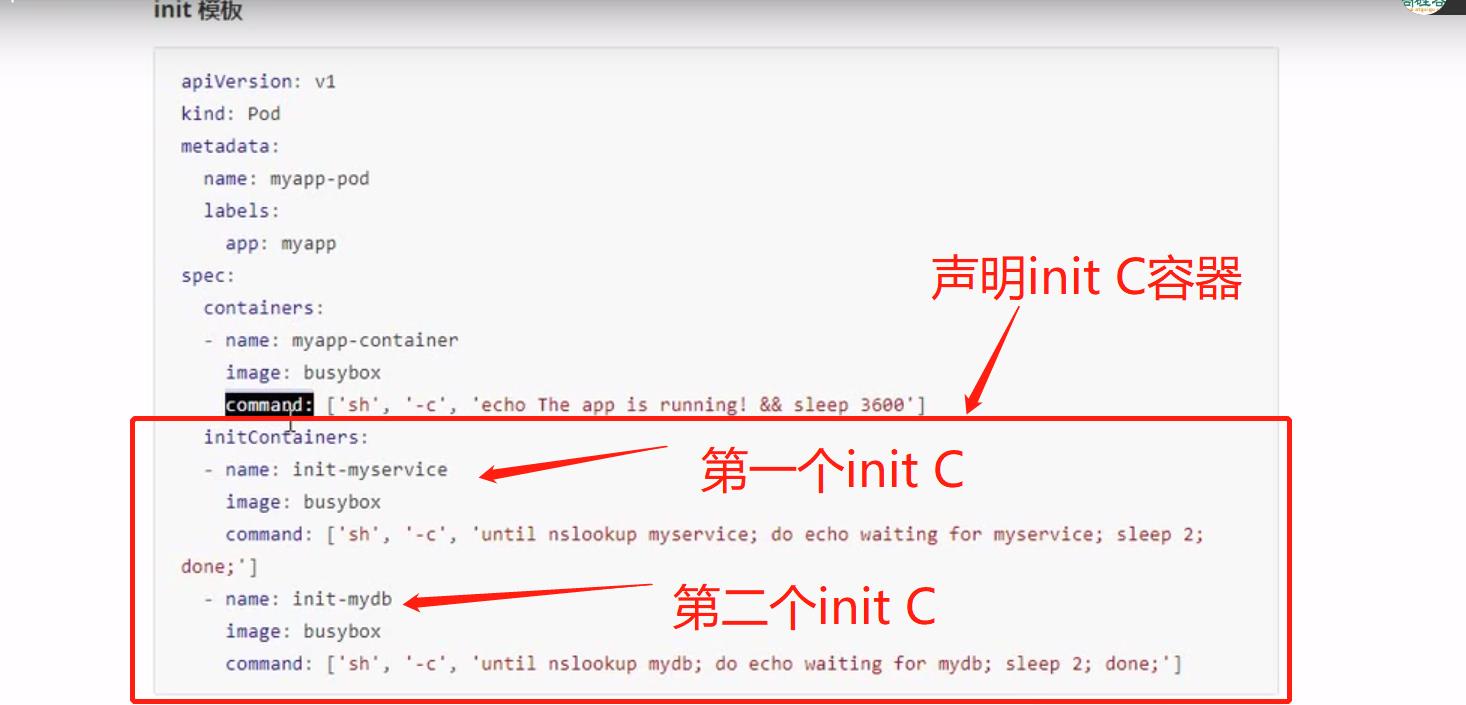 init 模板
apiVersion: v1
kind: Pod
metadata:
  name: myapp-pod
  labels:
    app: myapp
spec:
  containers:
  - name: myapp-container
    image: busybox
    command: ['sh', '-c', 'echo The app is running! && sleep 3600']
声明init C容器
  initContainers:
  - name: init-myservice
第一个init C
    image: busybox
    command: ['sh', '-c', 'until nslookup myservice; do echo waiting for myservice; sleep 2;
done;']
  - name: init-mydb
第二个init C
    image: busybox
    command: ['sh', '-c', 'until nslookup mydb; do echo waiting for mydb; sleep 2; done;']